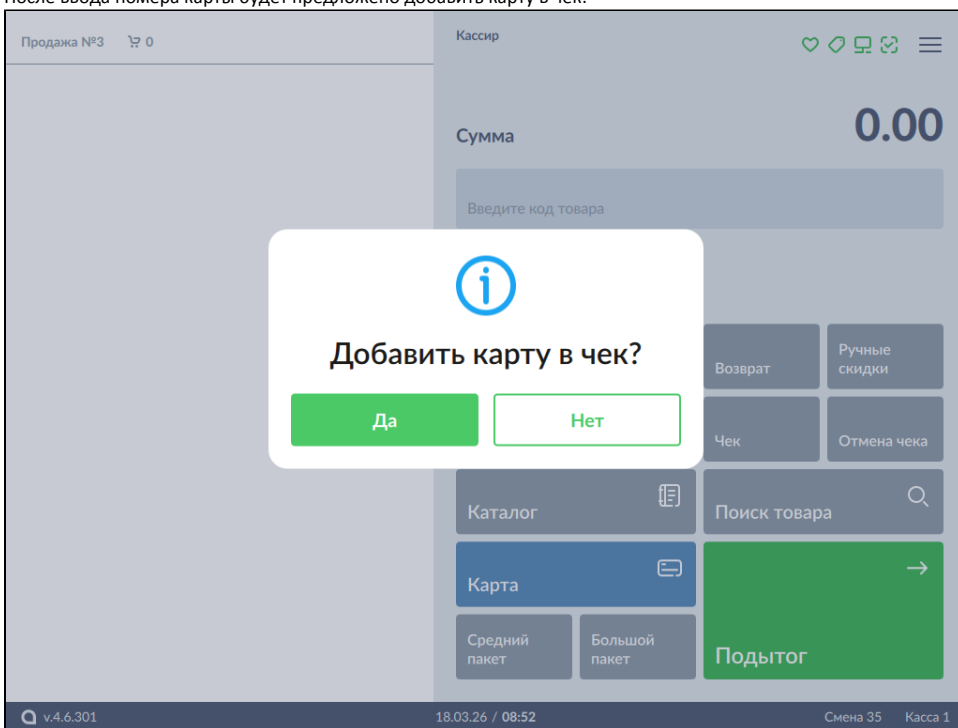 После ввода номера карты будет предложено добавить карту в чек.
Продажа №3 0
Кассир
Сумма
0.00
Введите код товара
Добавить карту в чек?
Да
Нет
Возврат
Ручные
скидки
Чек
Отмена чека
Каталог
Поиск товара
Карта
Средний
пакет
Большой
пакет
Подытог
v.4.6.301
18.03.26 / 08:52
Смена 35
Касса 1